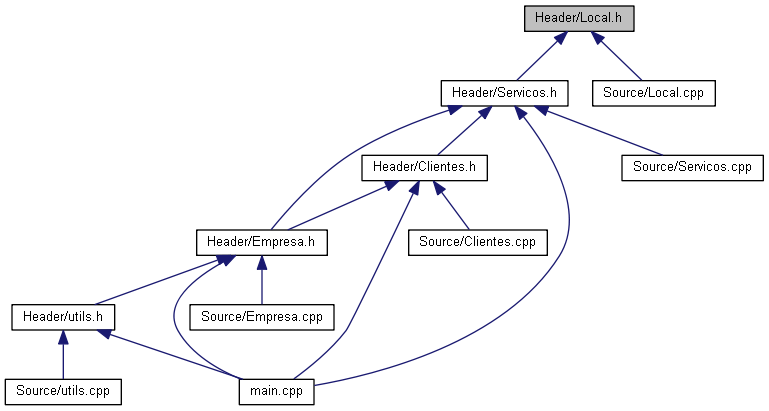 Header/Local.h
Header/Servicos.h
Source/Local.cpp
Header/Clientes.h
Source/Servicos.cpp
Header/Empresa.h
Source/Clientes.cpp
Header/utils.h
Source/Empresa.cpp
Source/utils.cpp
main.cpp